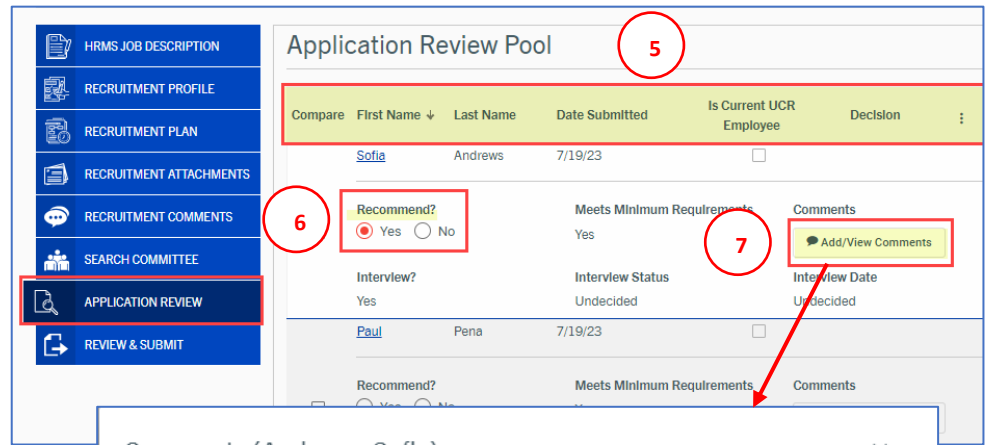 HRMS JOB DESCRIPTION
RECRUITMENT PROFILE
RECRUITMENT PLAN
RECRUITMENT ATTACHMENTS
RECRUITMENT COMMENTS
SEARCH COMMITTEE
APPLICATION REVIEW
REVIEW & SUBMIT
Application Review Pool
5
Compare First Name ↓ Last Name Date Submitted Is Current UCR Employee Decision
Sofia Andrews 7/19/23
6
Recommend? Meets Minimum Requirements Comments
Yes No Yes 7 Add/View Comments
Interview? Interview Status Interview Date
Yes Undecided Undecided
Paul Pena 7/19/23
Recommend? Meets Minimum Requirements Comments
Yes No